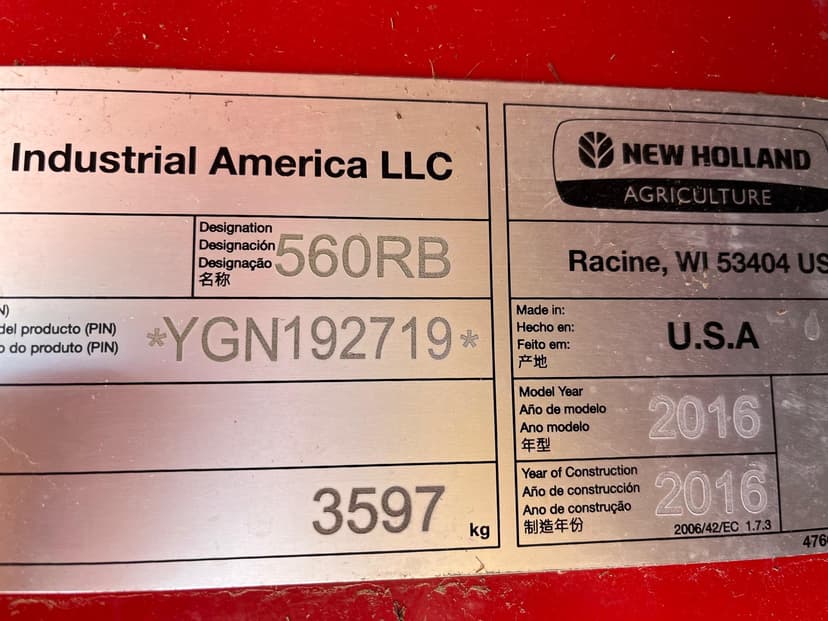 Industrial America LLC
Designation
Designación
Designação
名称
560RB
N)
del producto (PIN)
o do produto (PIN)
*YGN192719*
3597 kg
NEW HOLLAND
AGRICULTURE
Racine, WI 53404 US
Made in:
Hecho en:
Feito em:
产地
U.S.A
Model Year
Año de modelo
Ano modelo
年型
2016
Year of Construction
Año de construcción
Ano de construção
制造年份
2016
2006/42/EC 1.7.3
476